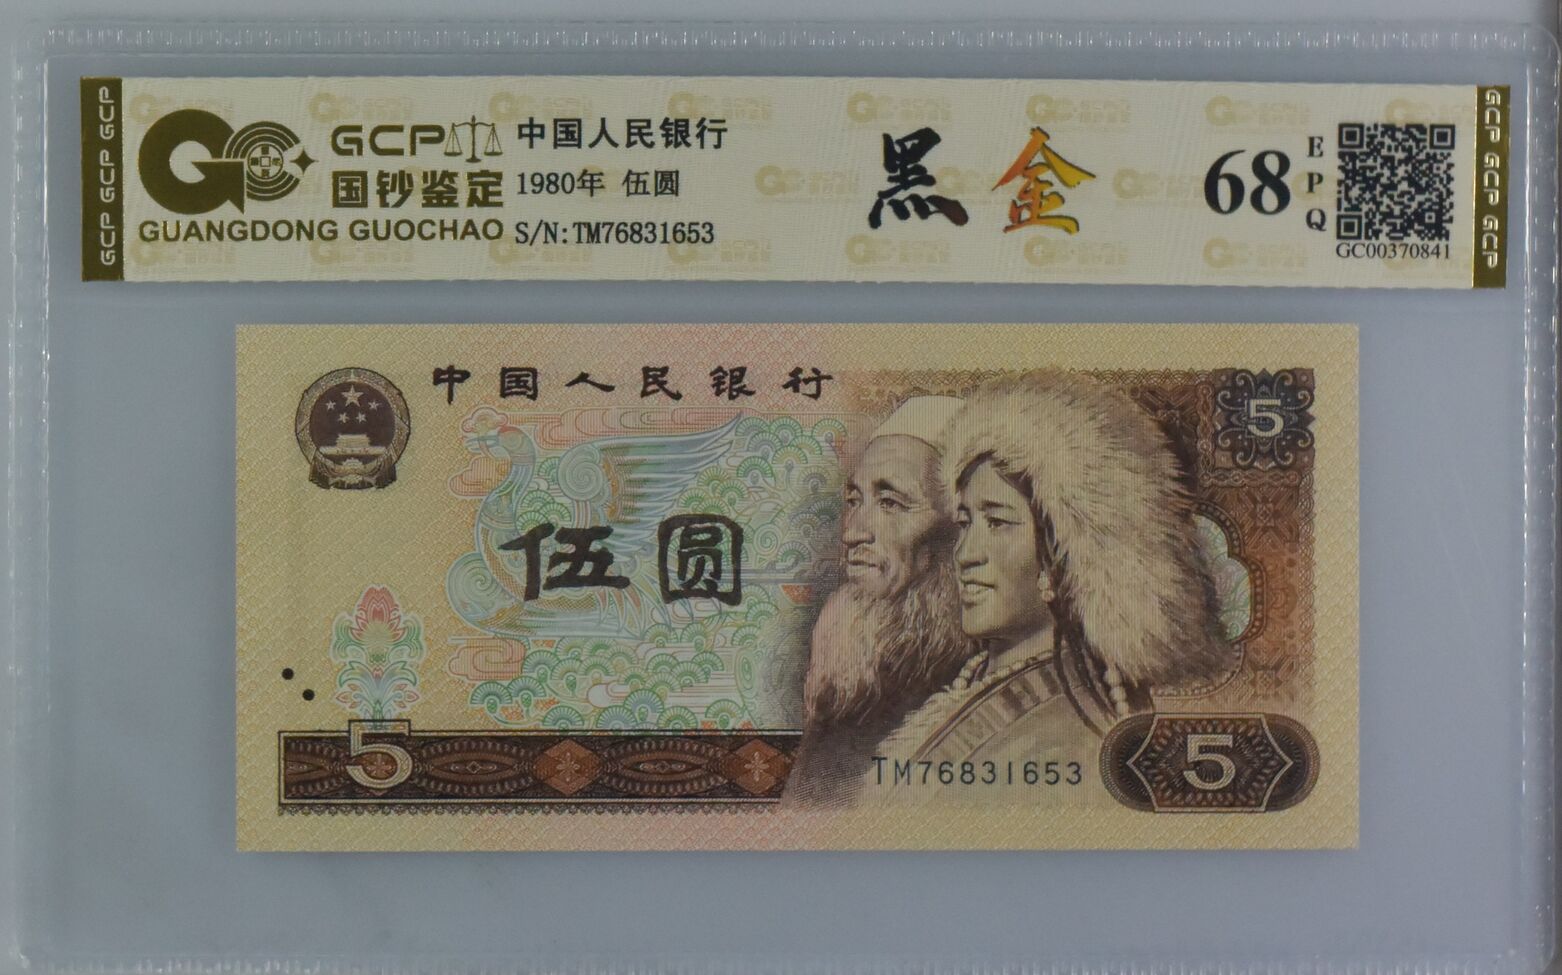 GCP GCP GCP
GCP
国钞鉴定
GUANGDONG GUOCHAO
中国人民银行
1980年 伍圆
S/N:TM76831653
黑金
68
EPQ
GC00370841
GCP GCP GCP
中国人民银行
5
伍圆
5
TM76831653
5